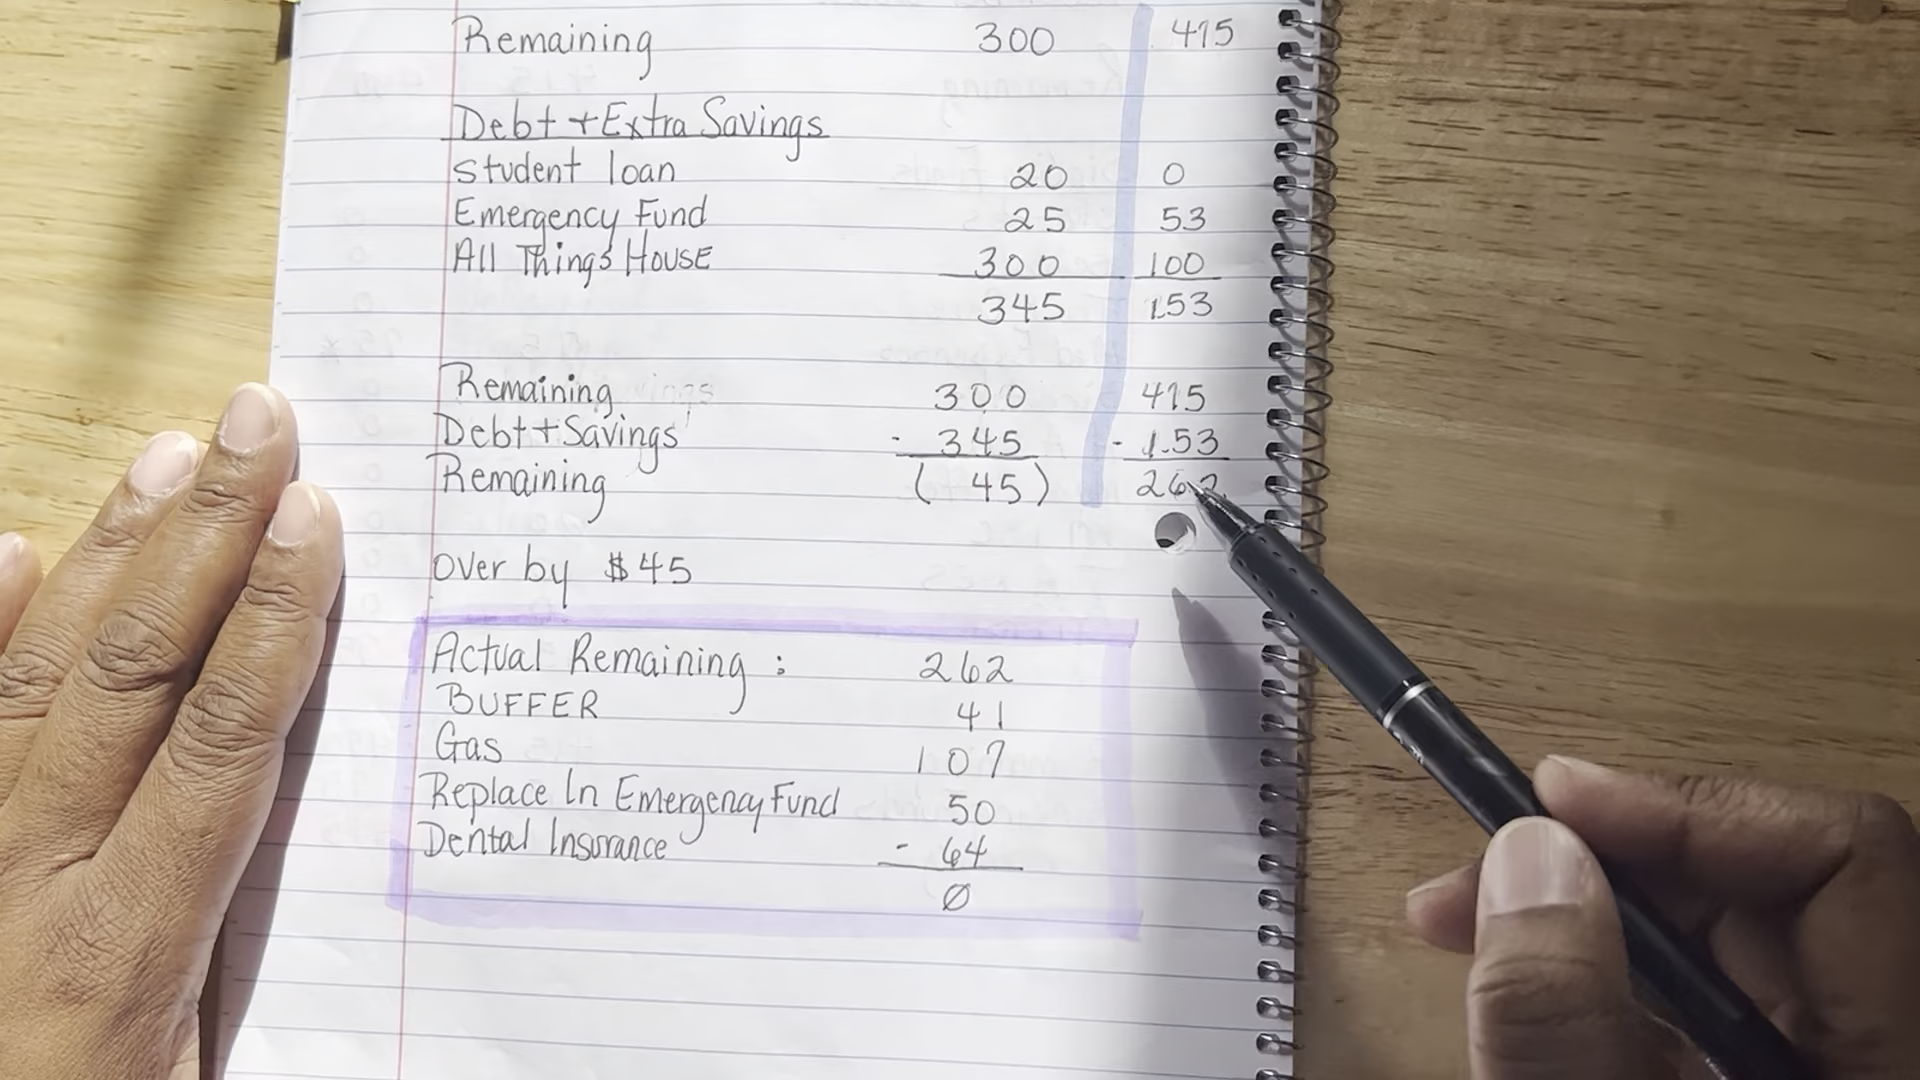 Remaining 300 415
Debt + Extra Savings
Student loan 20 0
Emergency Fund 25 53
All Things House 300 100
345 153
Remaining 300 415
Debt + Savings - 345 - 153
Remaining (45) 262
over by $45
Actual Remaining : 262
BUFFER 41
Gas 107
Replace In Emergency Fund 50
Dental Insurance - 64
Ø